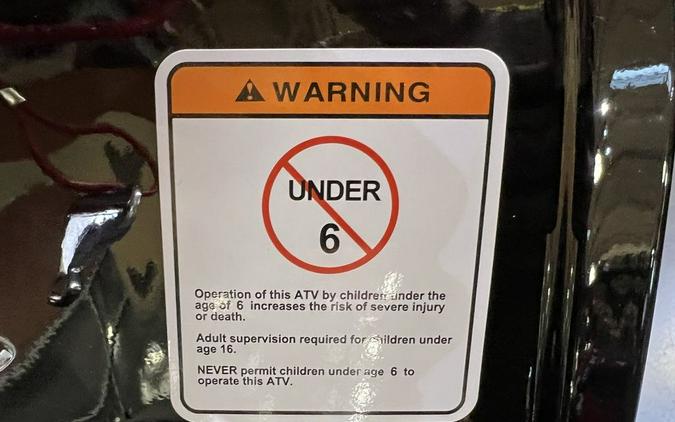 WARNING
UNDER
6
Operation of this ATV by children under the
age of 6 increases the risk of severe injury
or death.
Adult supervision required for children under
age 16.
NEVER permit children under age 6 to
operate this ATV.